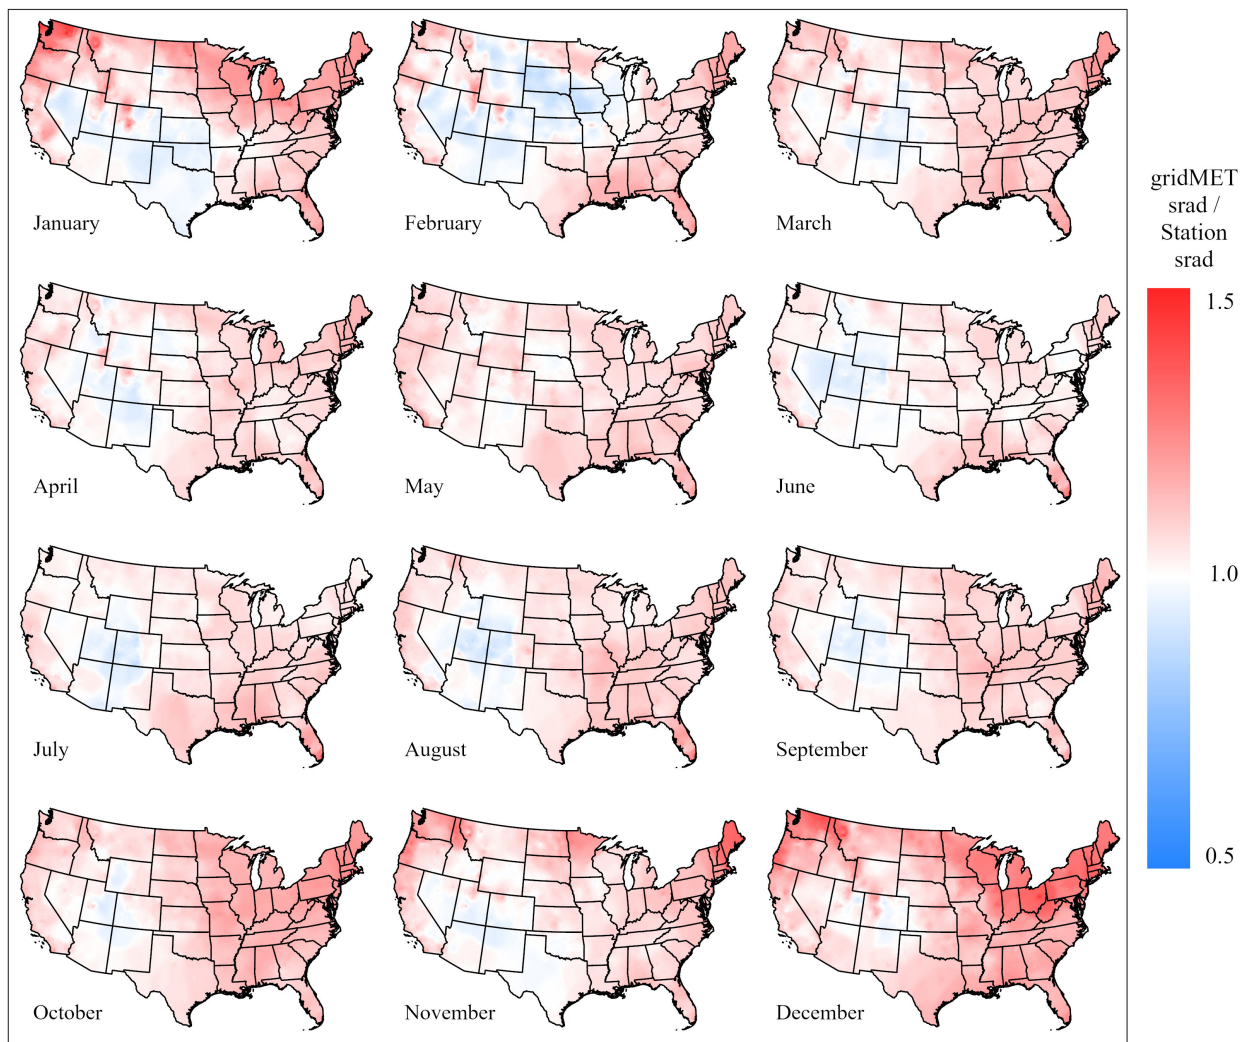 January
February
March
gridMET
srad /
Station
srad
1.5
April
May
June
1.0
July
August
September
0.5
October
November
December